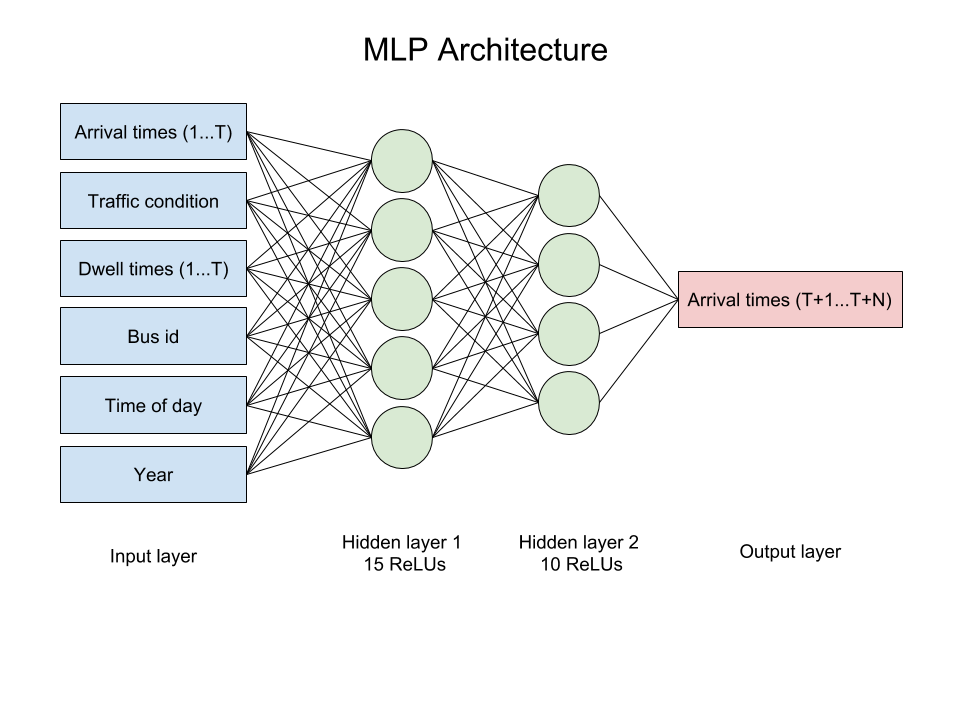 MLP Architecture
Arrival times (1...T)
Traffic condition
Dwell times (1...T)
Bus id
Time of day
Year
Arrival times (T+1...T+N)
Input layer
Hidden layer 1
15 ReLUs
Hidden layer 2
10 ReLUs
Output layer